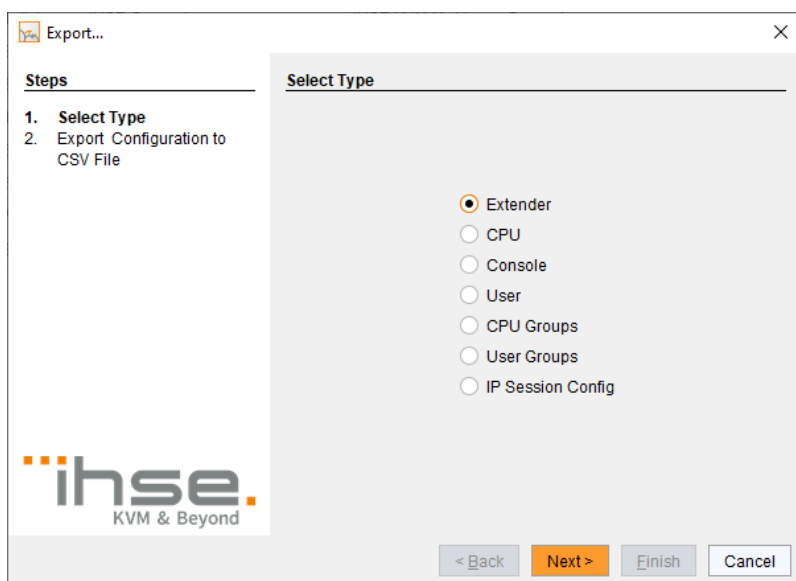 Export...
Steps
1. Select Type
2. Export Configuration to
CSV File
Select Type
Extender
CPU
Console
User
CPU Groups
User Groups
IP Session Config
ihse.
KVM & Beyond
< Back
Next >
Finish
Cancel